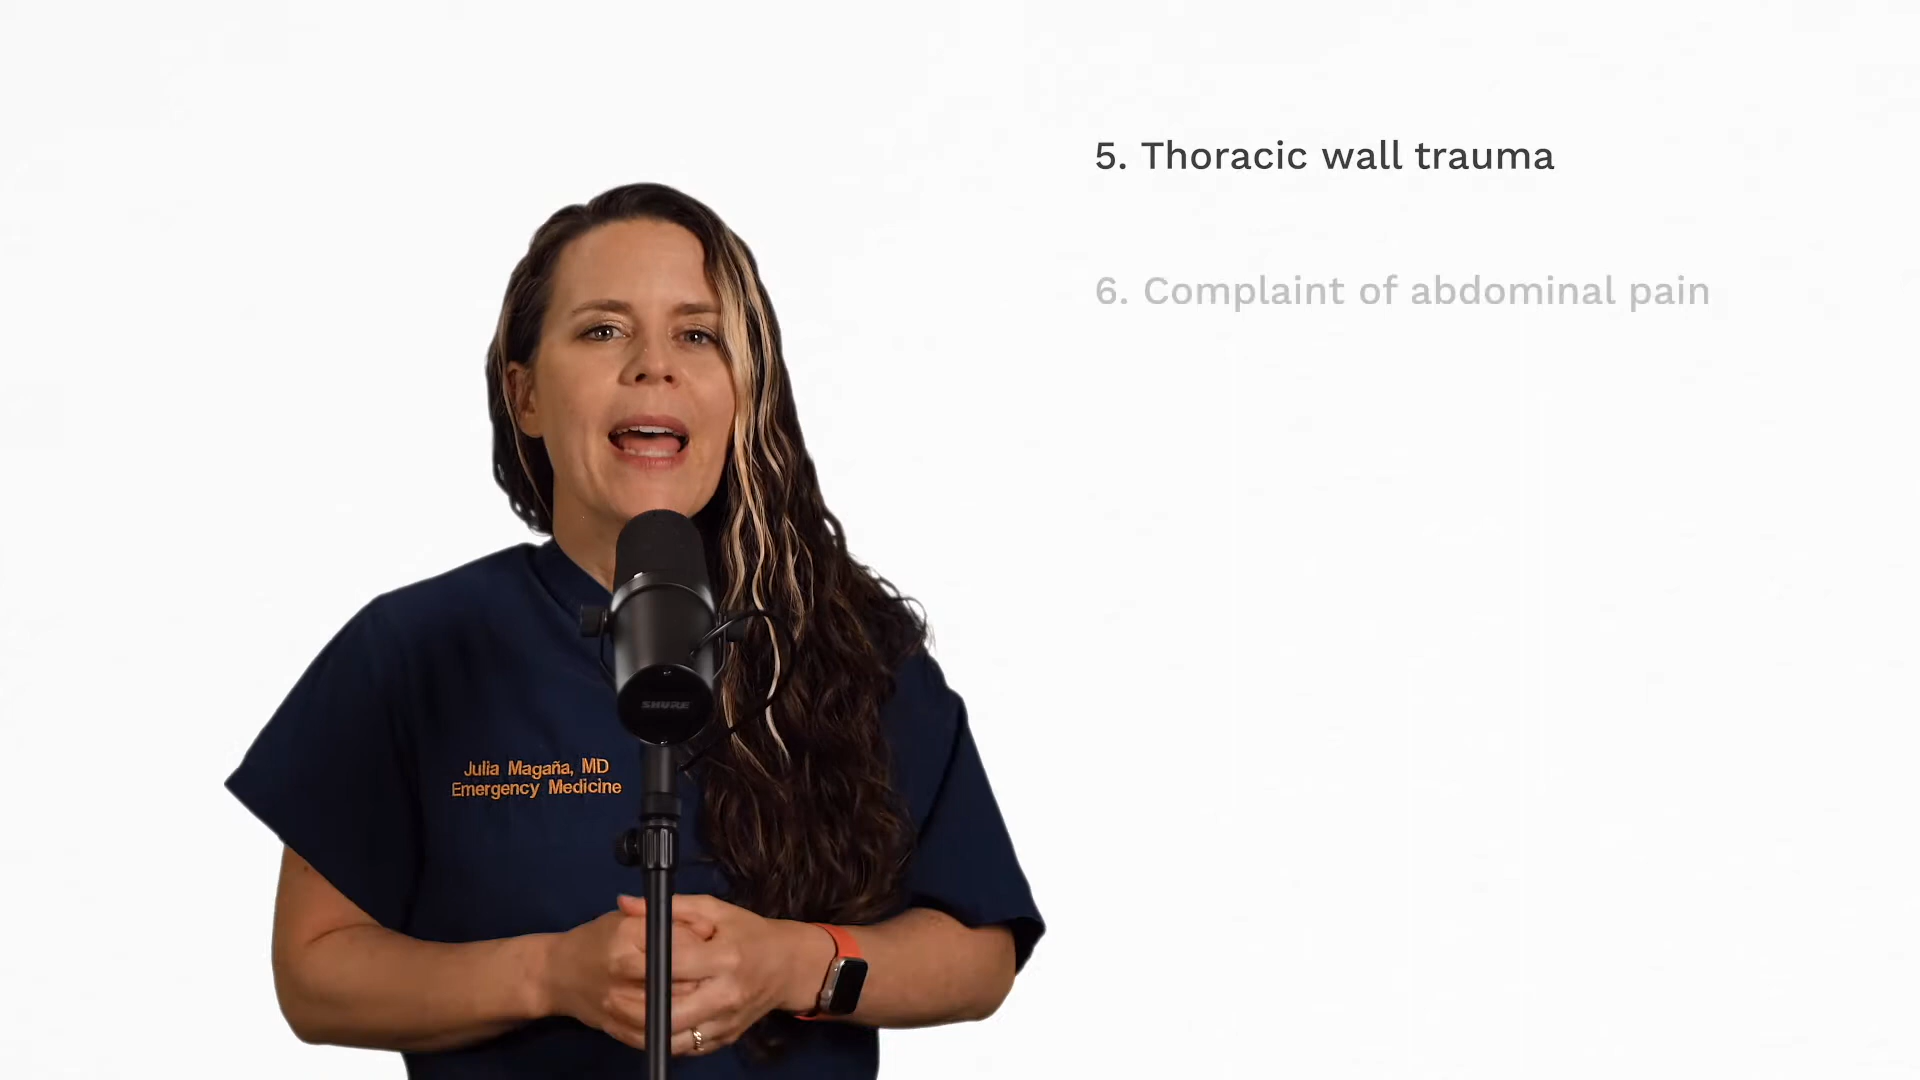 5. Thoracic wall trauma
6. Complaint of abdominal pain
SHURE
Julia Magaña, MD
Emergency Medicine